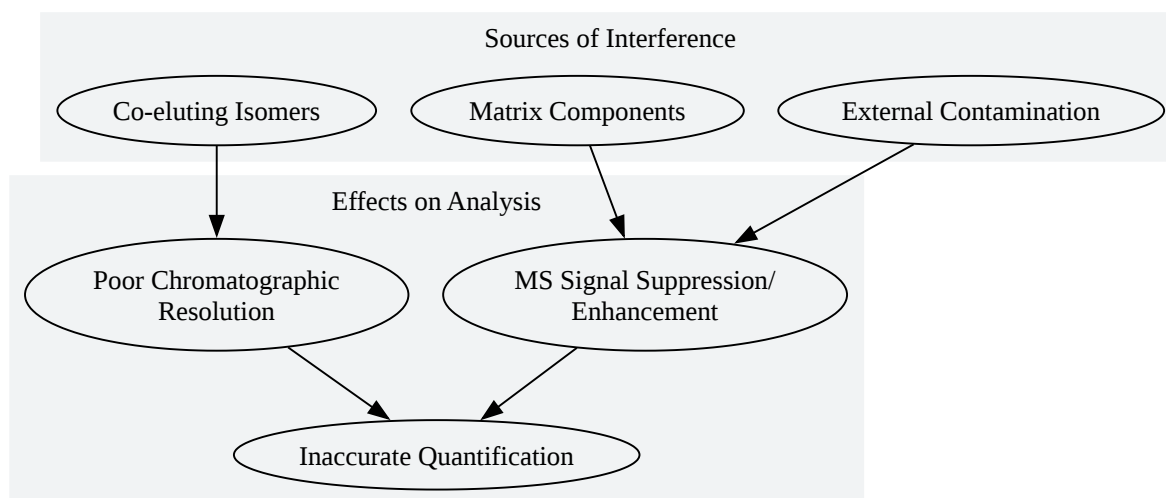 Sources of Interference
Co-eluting Isomers
Matrix Components
External Contamination
Effects on Analysis
Poor Chromatographic
Resolution
MS Signal Suppression/
Enhancement
Inaccurate Quantification